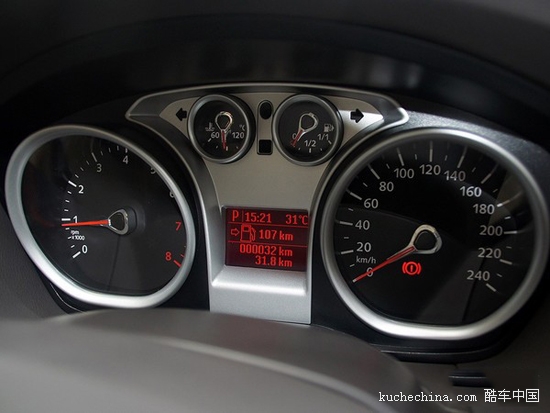 60 120 °C
1/2 1/1
1 2 3 4 5 6 7 8
0
rpm
x1000
0 20 40 60 80 100 120 140 160 180 200 220 240
km/h
P 15:21 31°C
107 km
000032 km
31.8 km
kuchechina.com 酷车中国